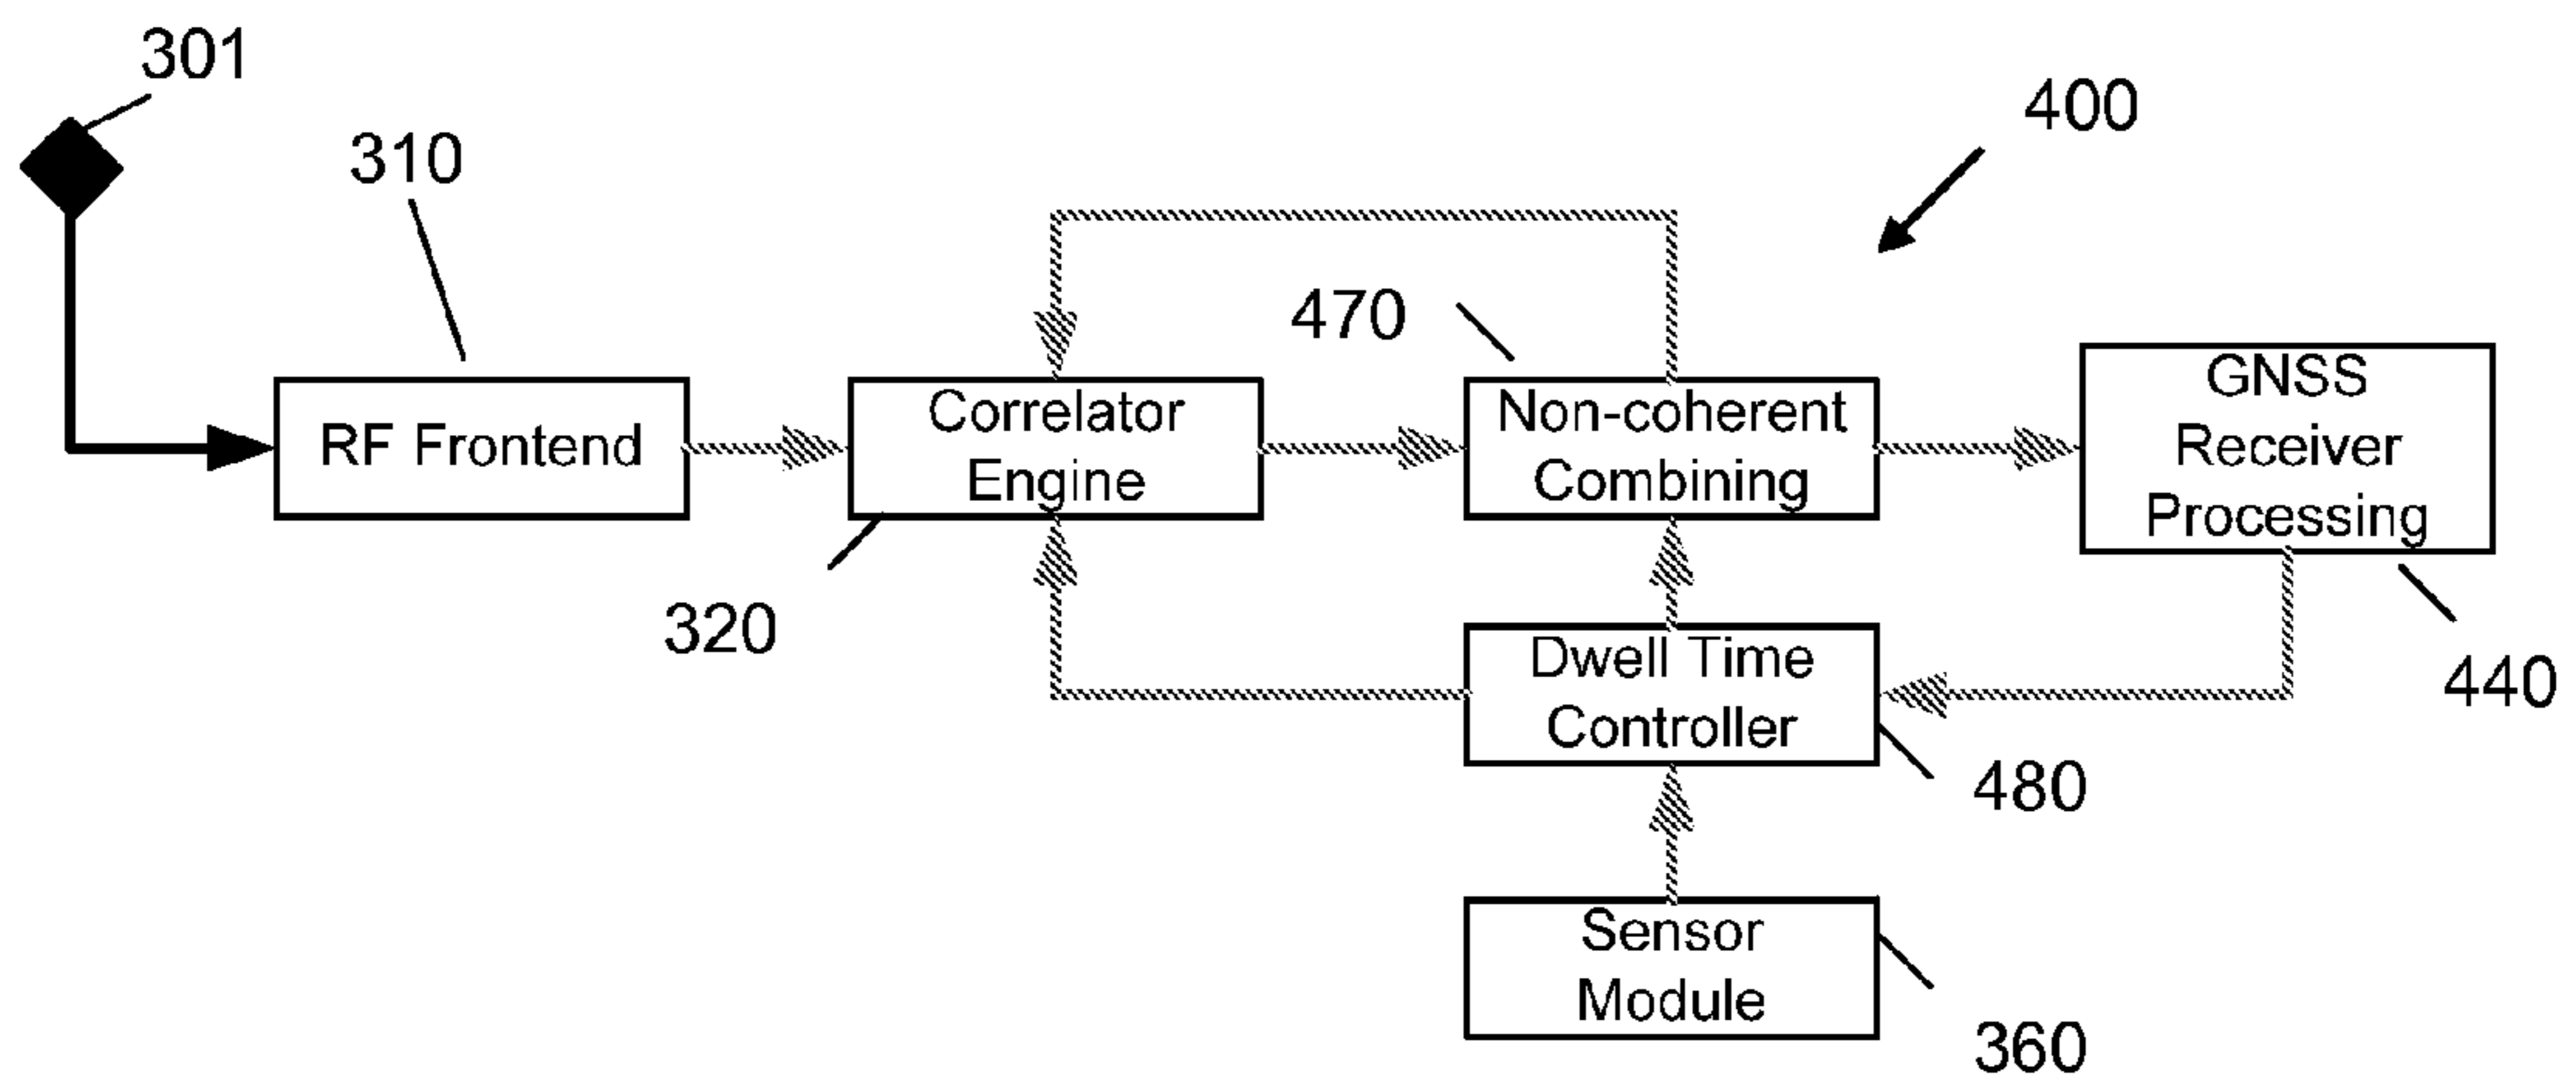 301
310
400
470
RF Frontend
Correlator
Engine
Non-coherent
Combining
GNSS
Receiver
Processing
320
Dwell Time
Controller
440
480
Sensor
Module
360